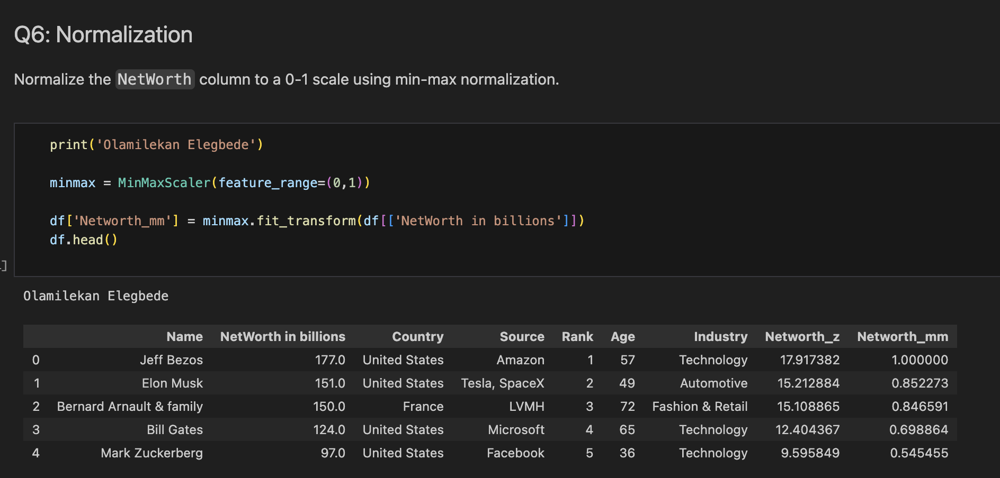 Q6: Normalization
Normalize the NetWorth column to a 0-1 scale using min-max normalization.
print('Olamilekan Elegbede')
minmax = MinMaxScaler(feature_range=(0,1))
df['Networth_mm'] = minmax.fit_transform(df[['NetWorth in billions']])
df.head()
]
Olamilekan Elegbede
Name NetWorth in billions Country Source Rank Age Industry Networth_z Networth_mm
0 Jeff Bezos 177.0 United States Amazon 1 57 Technology 17.917382 1.000000
1 Elon Musk 151.0 United States Tesla, SpaceX 2 49 Automotive 15.212884 0.852273
2 Bernard Arnault & family 150.0 France LVMH 3 72 Fashion & Retail 15.108865 0.846591
3 Bill Gates 124.0 United States Microsoft 4 65 Technology 12.404367 0.698864
4 Mark Zuckerberg 97.0 United States Facebook 5 36 Technology 9.595849 0.545455